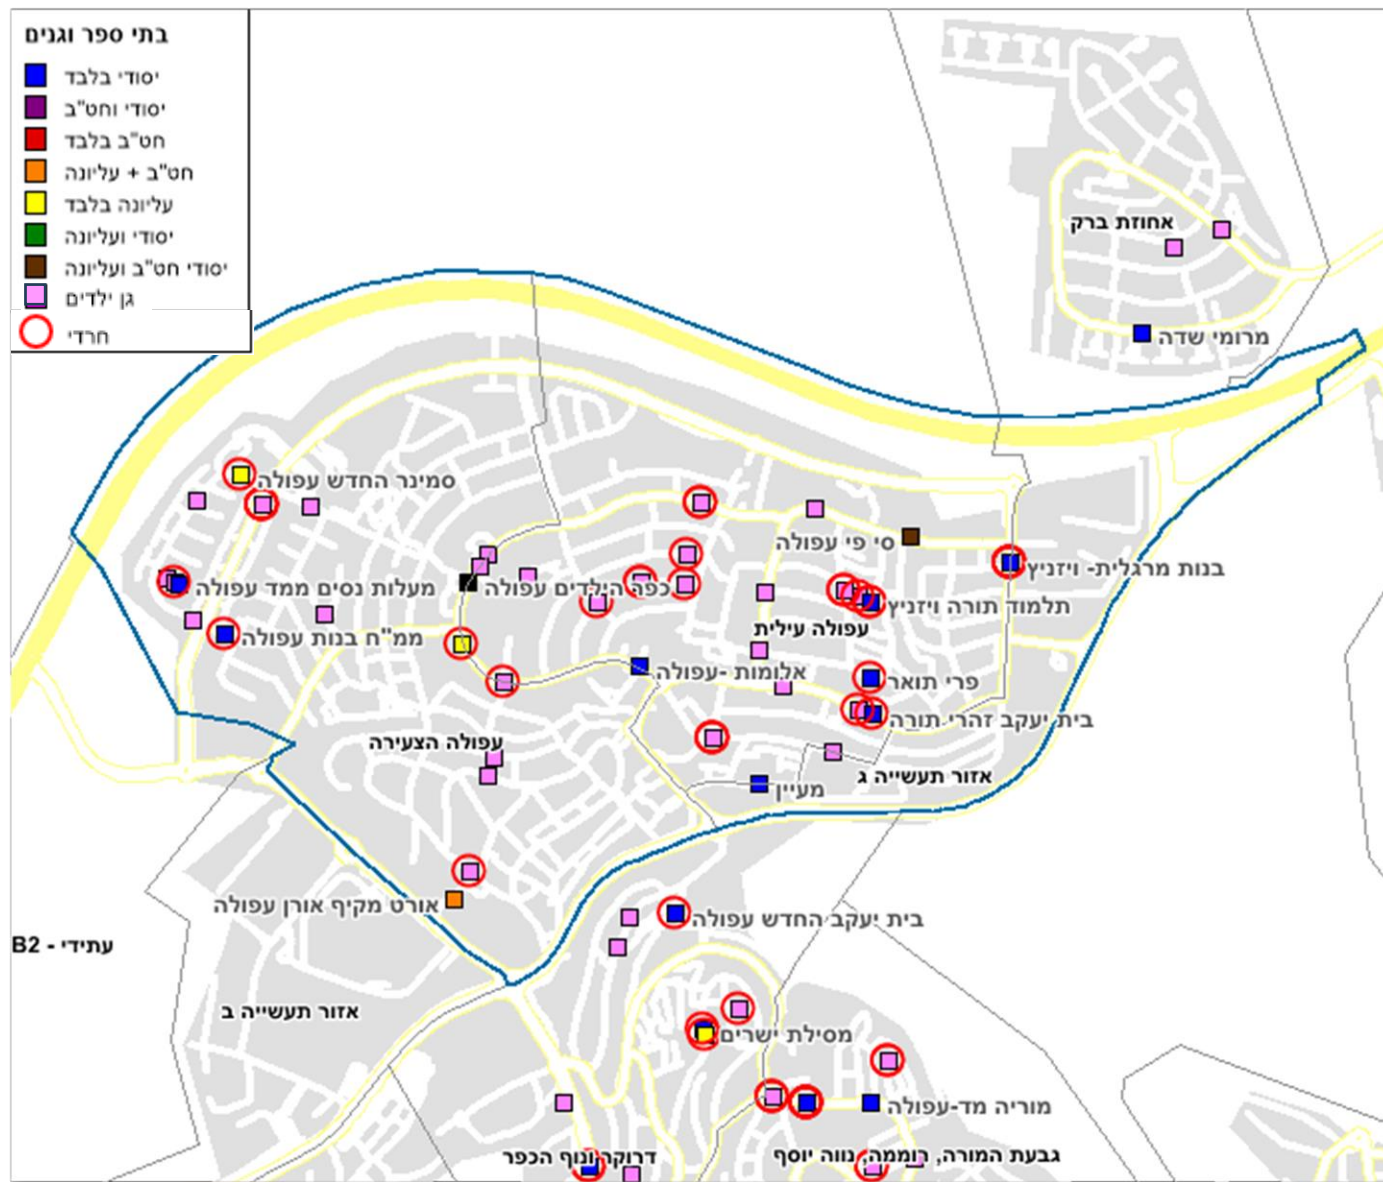 בתי ספר וגנים
יסודי בלבד
יסודי וחט"ב
חט"ב בלבד
חט"ב + עליונה
עליונה בלבד
יסודי ועליונה
יסודי חט"ב ועליונה
גן ילדים
חרדי
אחוזת ברק
מרומי שדה
סמינר החדש עפולה
סי פי עפולה
בנות מרגלית- ויזניץ
מעלות נסים ממד עפולה
כפר הילדים עפולה
תלמוד תורה ויזניץ
עפולה עילית
ממ"ח בנות עפולה
אלומות -עפולה
פרי תואר
בית יעקב זהרי תורה
עפולה הצעירה
אזור תעשייה ג
מעיין
אורט מקיף אורן עפולה
בית יעקב החדש עפולה
עתידי - B2
אזור תעשייה ב
מסילת ישרים
מוריה מד-עפולה
דרוקר ונוף הכפר
גבעת המורה, רוממה, נווה יוסף